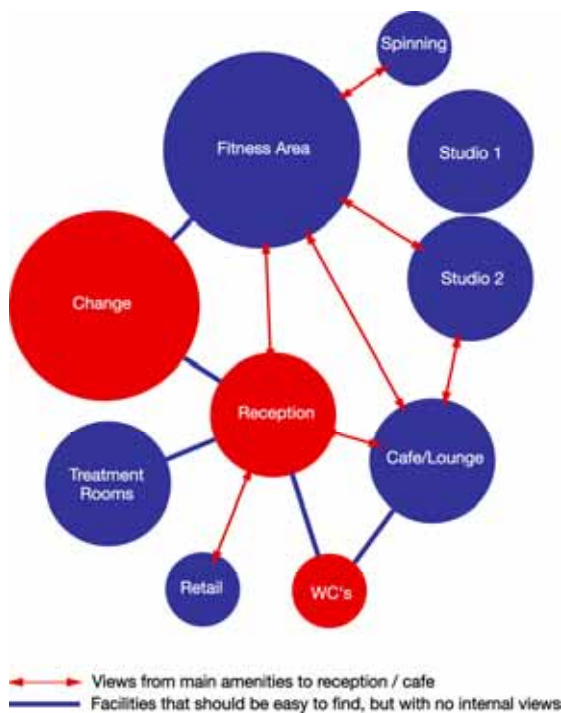 Spinning
Fitness Area
Studio 1
Studio 2
Change
Reception
Cafe/Lounge
Treatment
Rooms
Retail
WC's
Views from main amenities to reception / cafe
Facilities that should be easy to find, but with no internal views